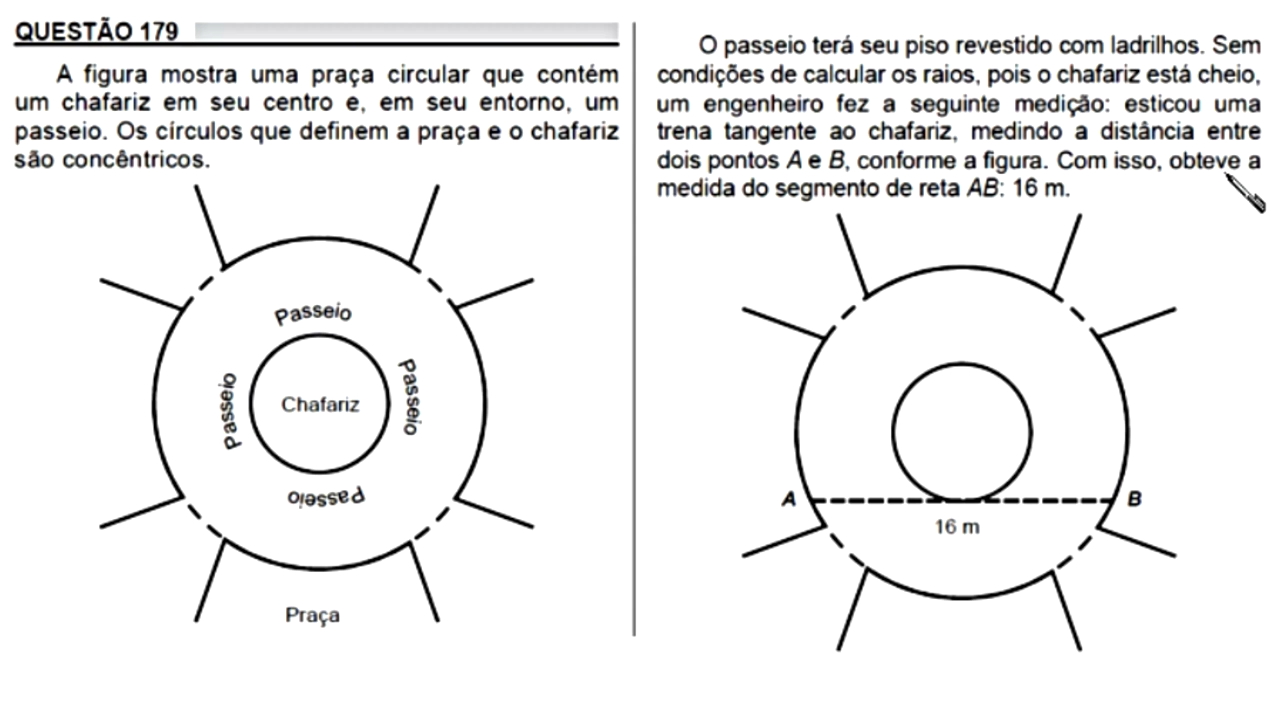 QUESTÃO 179
A figura mostra uma praça circular que contém
um chafariz em seu centro e, em seu entorno, um
passeio. Os círculos que definem a praça e o chafariz
são concêntricos.
Passeio
Passeio
Chafariz
Passeio
Passeio
Praça
O passeio terá seu piso revestido com ladrilhos. Sem
condições de calcular os raios, pois o chafariz está cheio,
um engenheiro fez a seguinte medição: esticou uma
trena tangente ao chafariz, medindo a distância entre
dois pontos A e B, conforme a figura. Com isso, obteve a
medida do segmento de reta AB: 16 m.
A
B
16 m